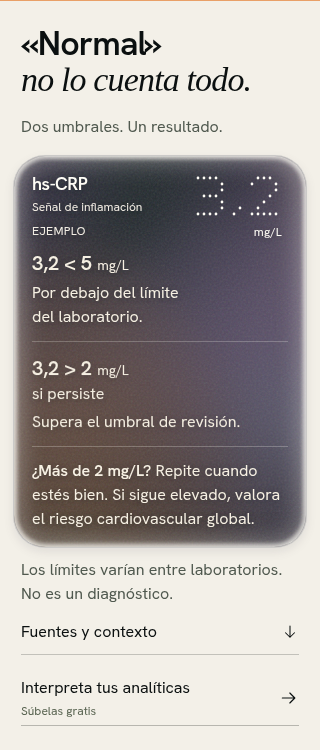 «Normal»
no lo cuenta todo.
Dos umbrales. Un resultado.
hs-CRP
Señal de inflamación
EJEMPLO
3.2
mg/L
3,2 < 5 mg/L
Por debajo del límite
del laboratorio.
3,2 > 2 mg/L
si persiste
Supera el umbral de revisión.
¿Más de 2 mg/L? Repite cuando
estés bien. Si sigue elevado, valora
el riesgo cardiovascular global.
Los límites varían entre laboratorios.
No es un diagnóstico.
Fuentes y contexto ↓
Interpreta tus analíticas →
Súbelas gratis